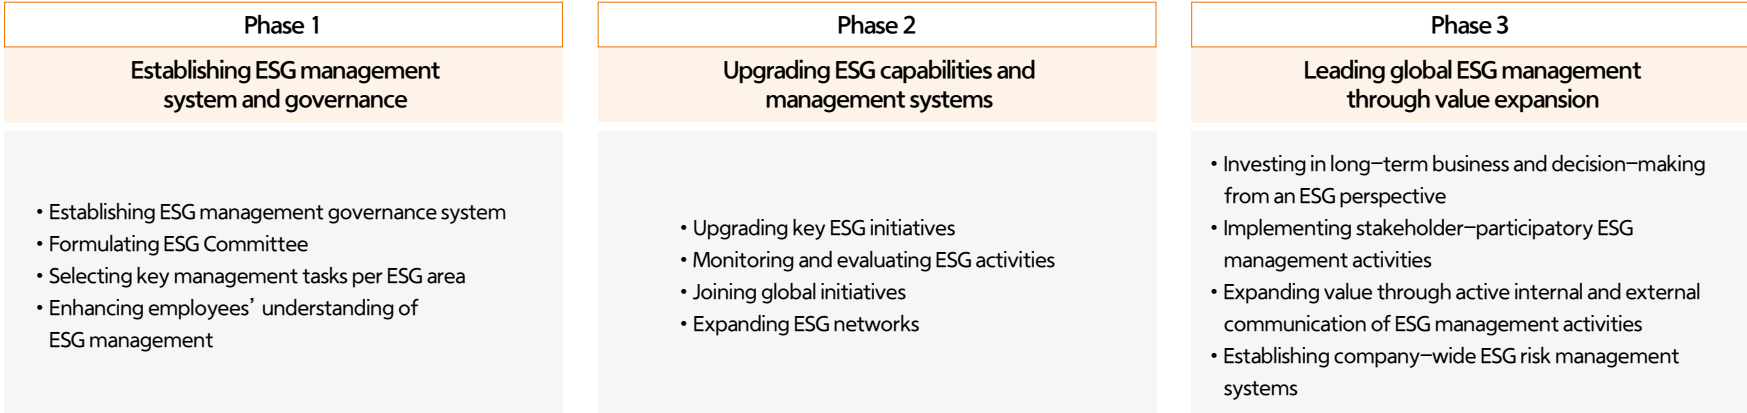 Phase 1
Establishing ESG management
system and governance
• Establishing ESG management governance system
• Formulating ESG Committee
• Selecting key management tasks per ESG area
• Enhancing employees’ understanding of
ESG management
Phase 2
Upgrading ESG capabilities and
management systems
• Upgrading key ESG initiatives
• Monitoring and evaluating ESG activities
• Joining global initiatives
• Expanding ESG networks
Phase 3
Leading global ESG management
through value expansion
• Investing in long-term business and decision-making
from an ESG perspective
• Implementing stakeholder-participatory ESG
management activities
• Expanding value through active internal and external
communication of ESG management activities
• Establishing company-wide ESG risk management
systems